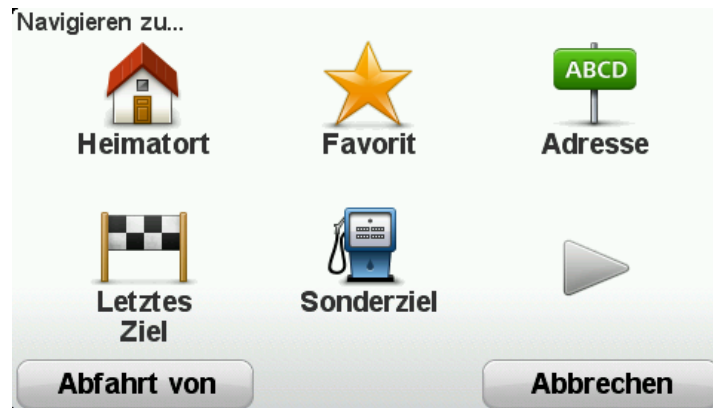 Navigieren zu...
ABCD
Heimatort
Favorit
Adresse
Letztes
Ziel
Sonderziel
Abfahrt von
Abbrechen